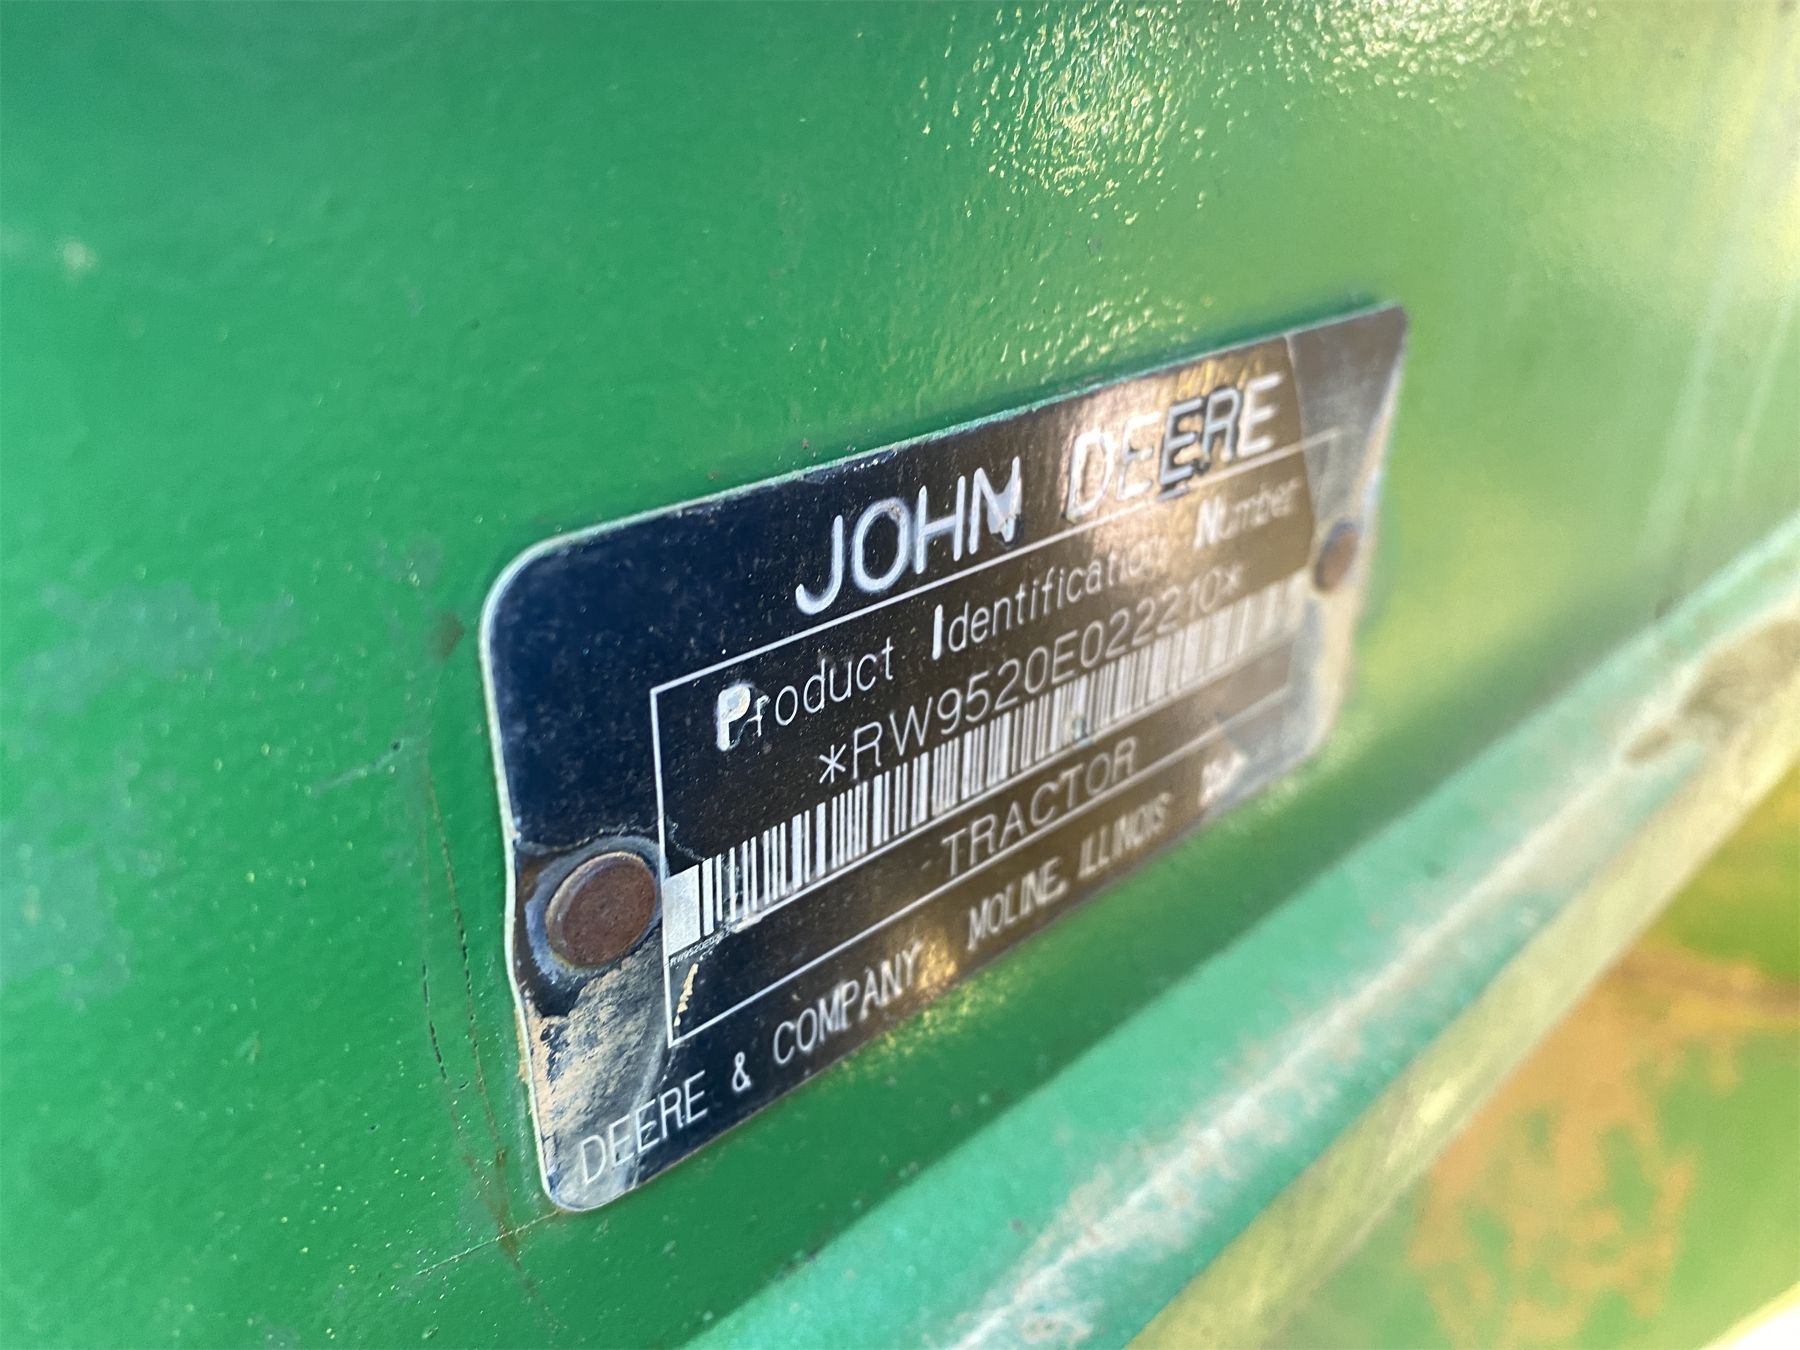 JOHN DEERE
Product Identification Number
*RW9520E022210*
TRACTOR
DEERE & COMPANY MOLINE, ILLINOIS